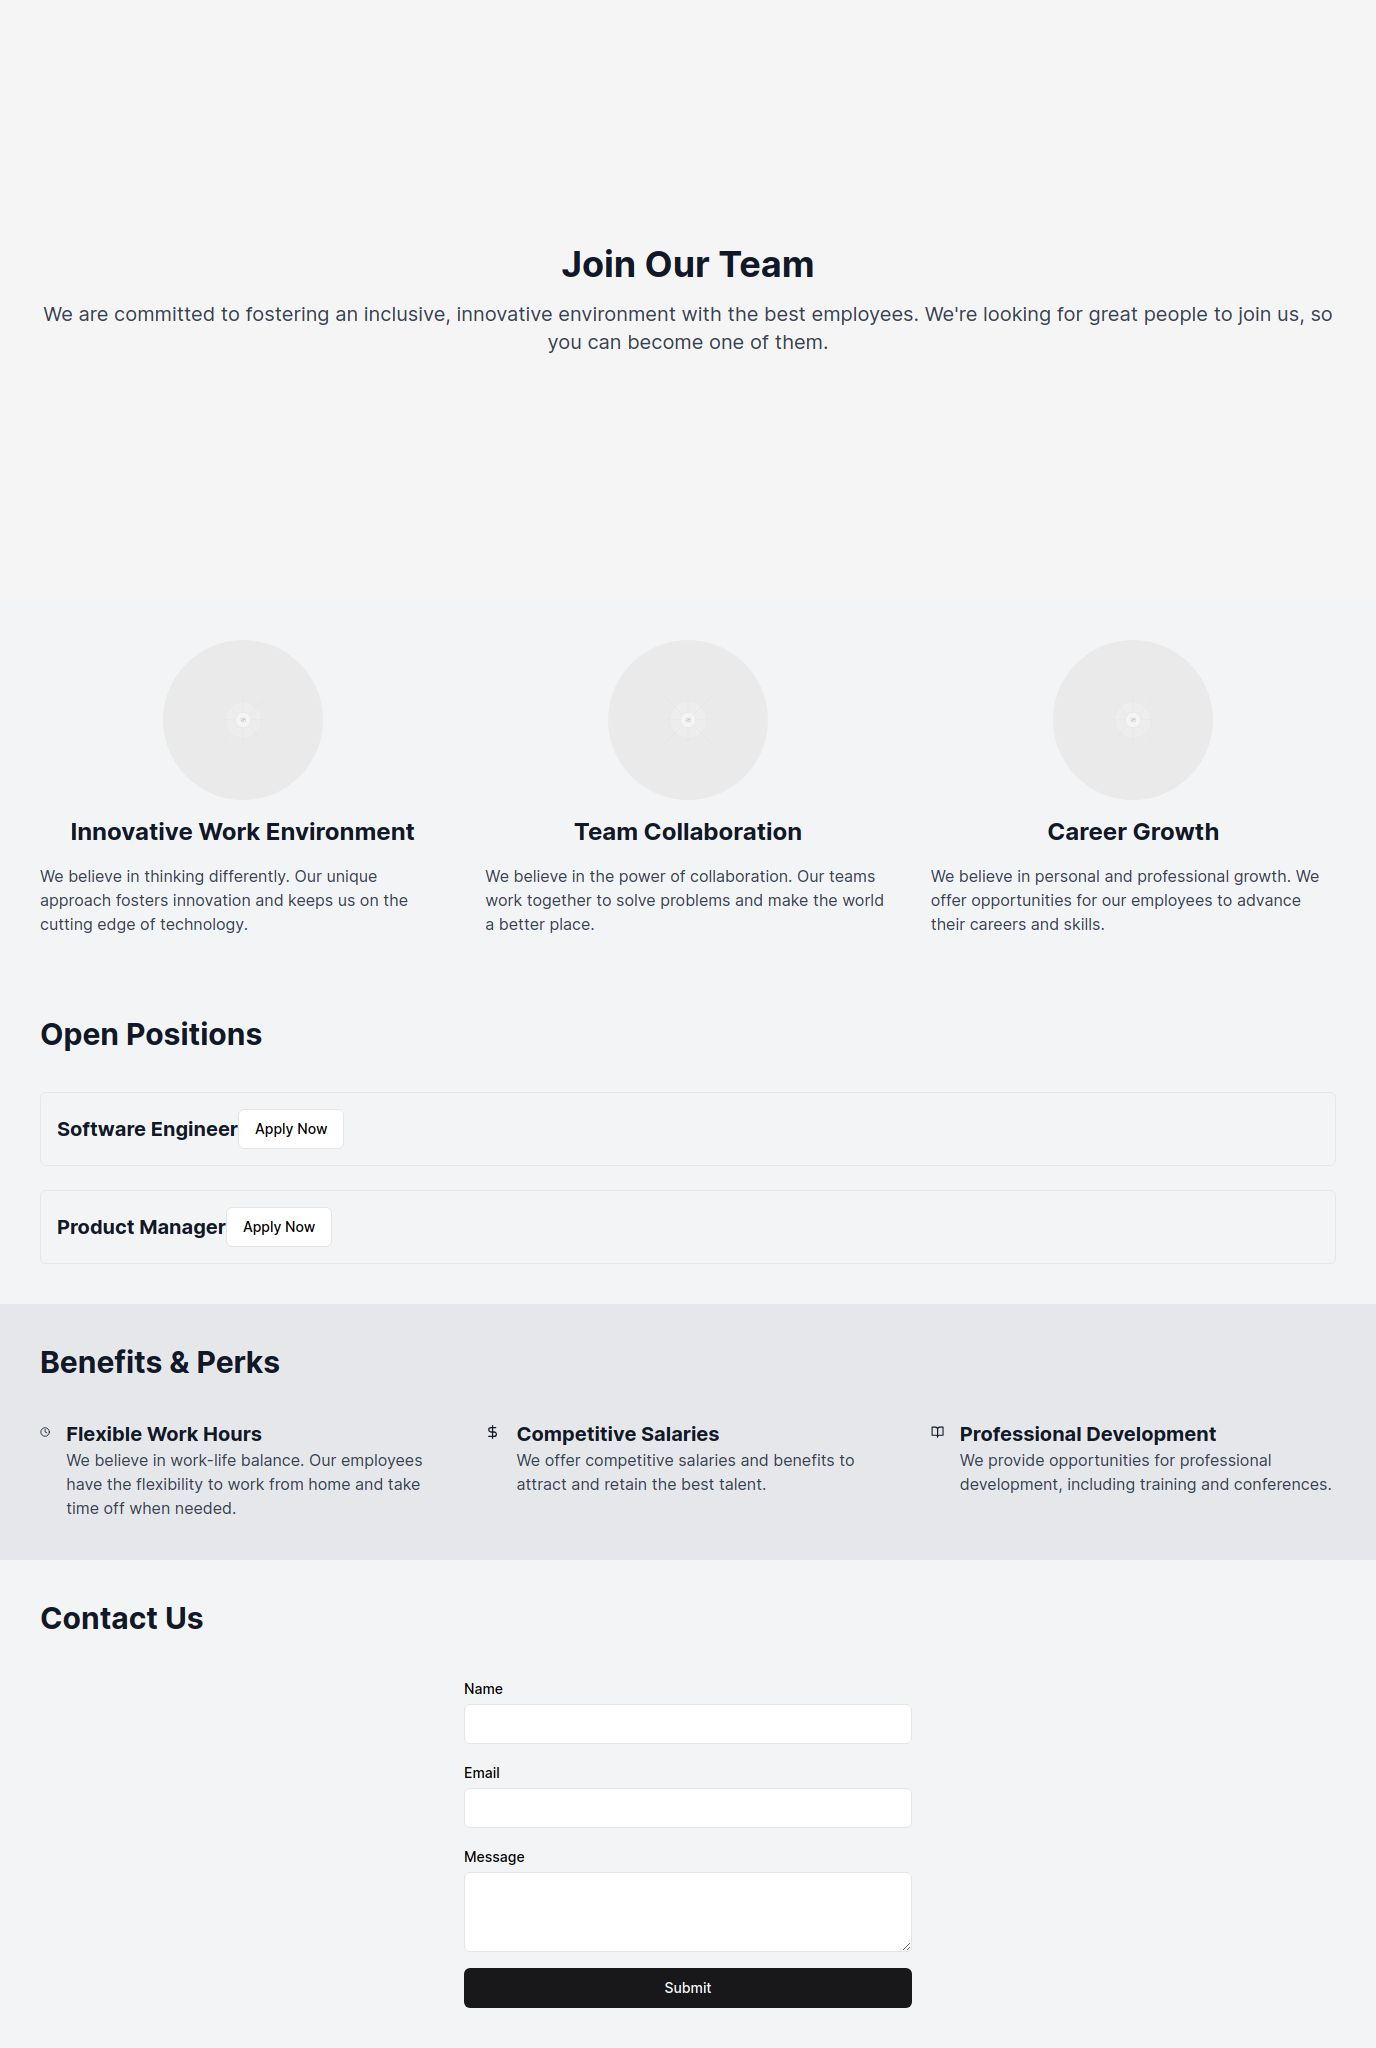 Join Our Team
We are committed to fostering an inclusive, innovative environment with the best employees. We're looking for great people to join us, so
you can become one of them.
Innovative Work Environment
We believe in thinking differently. Our unique
approach fosters innovation and keeps us on the
cutting edge of technology.
Team Collaboration
We believe in the power of collaboration. Our teams
work together to solve problems and make the world
a better place.
Career Growth
We believe in personal and professional growth. We
offer opportunities for our employees to advance
their careers and skills.
Open Positions
Software Engineer
Apply Now
Product Manager
Apply Now
Benefits & Perks
Flexible Work Hours
We believe in work-life balance. Our employees
have the flexibility to work from home and take
time off when needed.
Competitive Salaries
We offer competitive salaries and benefits to
attract and retain the best talent.
Professional Development
We provide opportunities for professional
development, including training and conferences.
Contact Us
Name
Email
Message
Submit